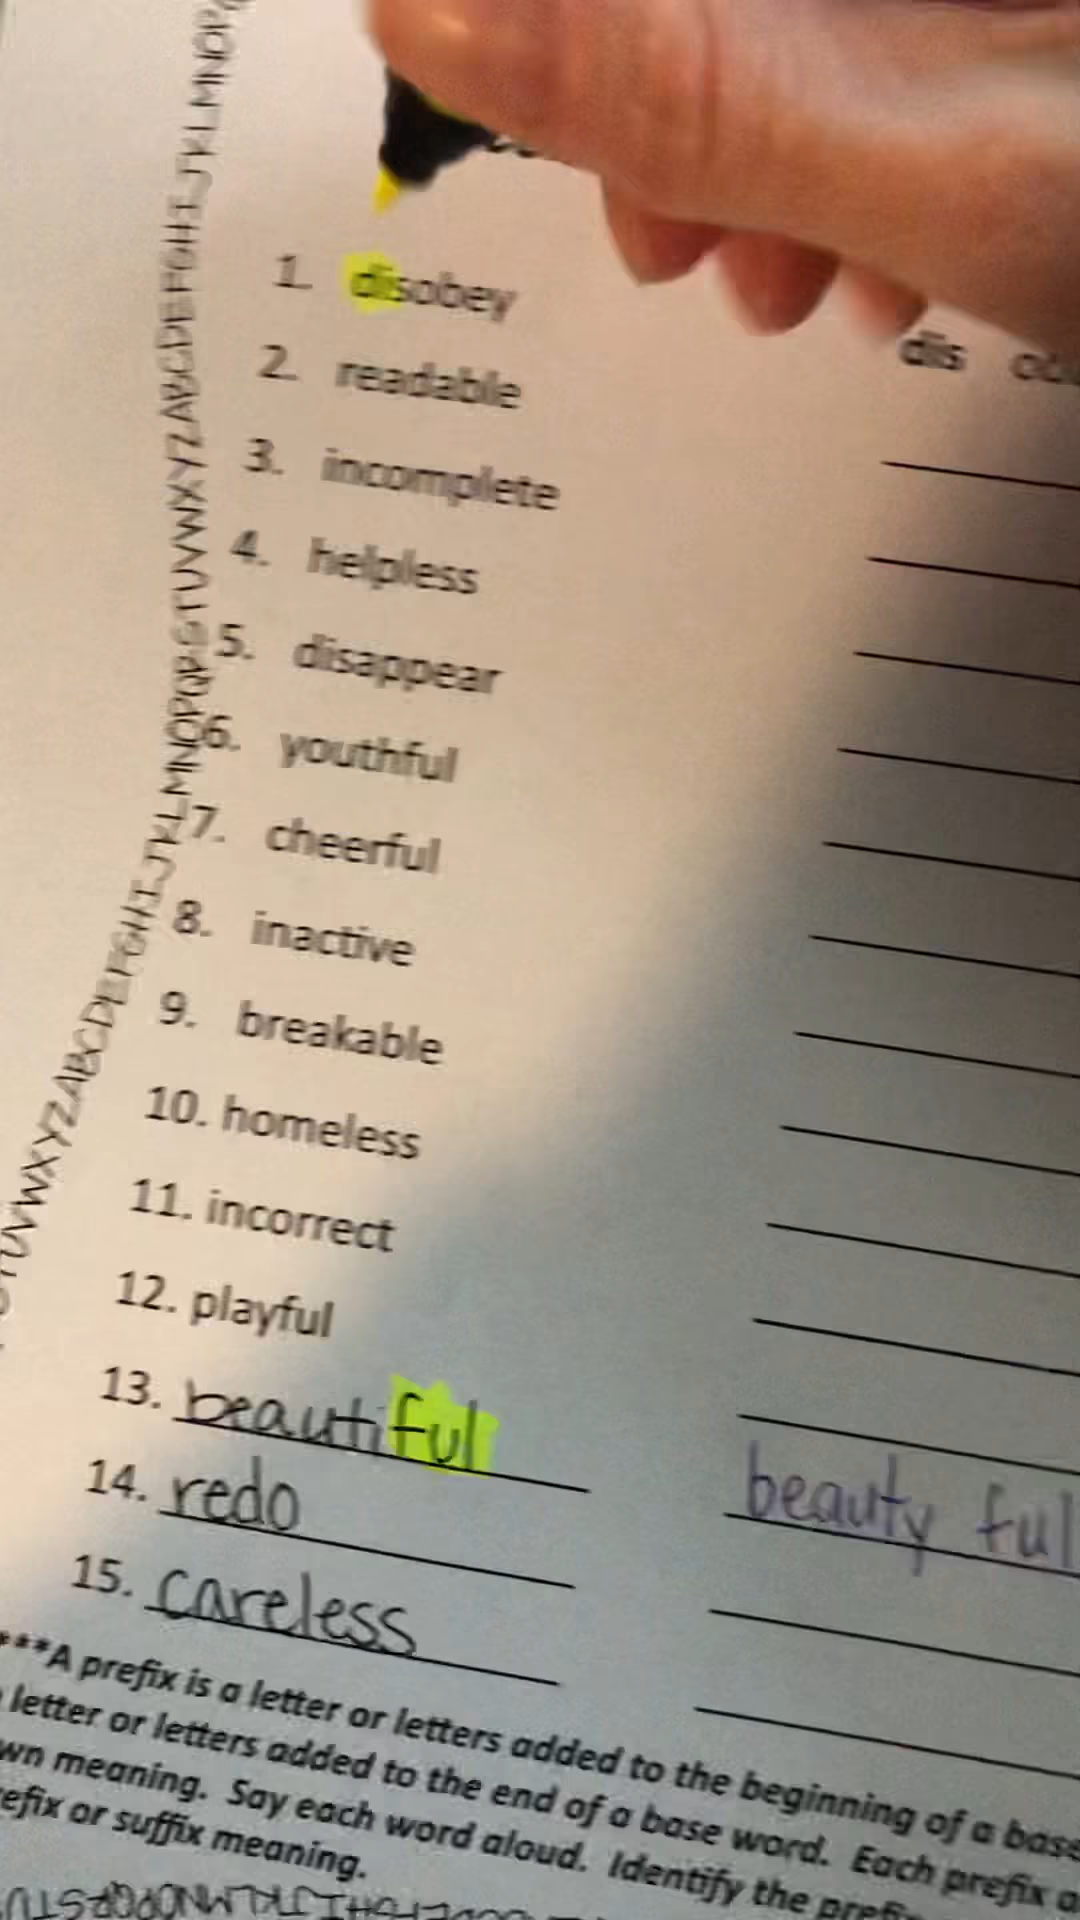 1. disobey
dis
2. readable
3. incomplete
4. helpless
5. disappear
6. youthful
7. cheerful
8. inactive
9. breakable
10. homeless
11. incorrect
12. playful
13. beautiful
beauty ful
14. redo
15. careless
***A prefix is a letter or letters added to the beginning of a base
letter or letters added to the end of a base word. Each prefix
meaning. Say each word aloud. Identify the
or suffix meaning.